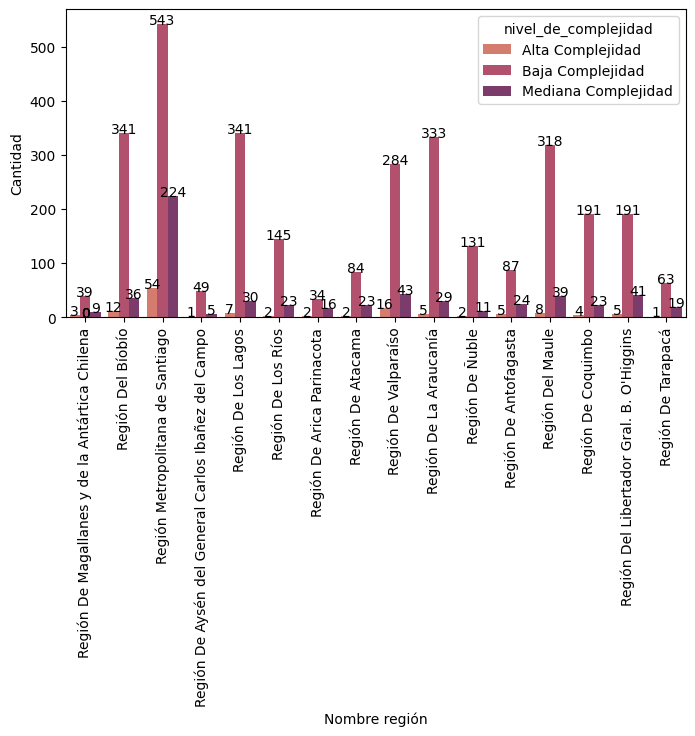 nivel_de_complejidad
Alta Complejidad
Baja Complejidad
Mediana Complejidad
Cantidad
500
400
300
200
100
0
3
39
0
9
12
341
36
54
543
224
1
49
5
7
341
30
2
145
23
2
34
16
2
84
23
16
284
43
5
333
29
2
131
11
5
87
24
8
318
39
4
191
23
5
191
41
1
63
19
Región De Magallanes y de la Antártica Chilena
Región Del Bíobío
Región Metropolitana de Santiago
Región De Aysén del General Carlos Ibañez del Campo
Región De Los Lagos
Región De Los Ríos
Región De Arica Parinacota
Región De Atacama
Región De Valparaíso
Región De La Araucanía
Región De Ñuble
Región De Antofagasta
Región Del Maule
Región De Coquimbo
Región Del Libertador Gral. B. O'Higgins
Región De Tarapacá
Nombre región